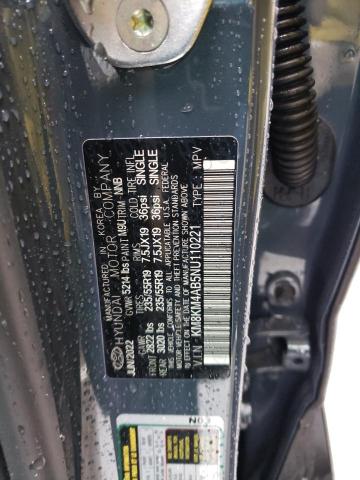 MANUFACTURED IN KOREA BY
HYUNDAI MOTOR COMPANY
JUN/2022 GVWR 5214 lbs PAINT M9U TRIM NNB
GAWR TIRES RIMS COLD TIRE INFL
FRONT 2822 lbs 235/55R19 7.5JX19 36psi SINGLE
REAR 3020 lbs 235/55R19 7.5JX19 36psi SINGLE
THIS VEHICLE CONFORMS TO ALL APPLICABLE U.S.A. FEDERAL
MOTOR VEHICLE SAFETY, BUMPER, AND THEFT PREVENTION STANDARDS
IN EFFECT ON THE DATE OF MANUFACTURE SHOWN ABOVE
V.I.N : KM8KM4AB5NU110221 TYPE : MPV